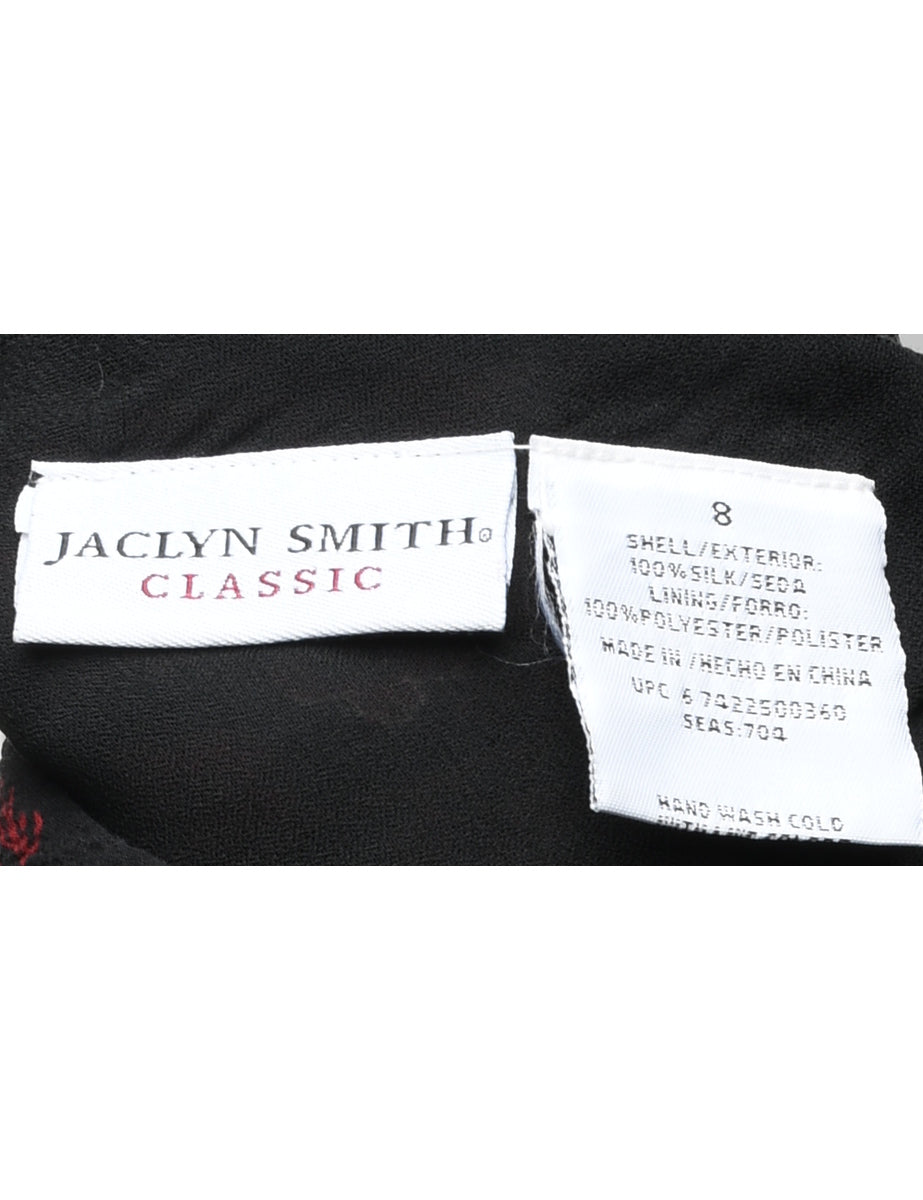 JACLYN SMITH®
CLASSIC
8
SHELL/EXTERIOR:
100%SILK/SEDA
LINING/FORRO:
100%POLYESTER/POLISTER
MADE IN/HECHO EN CHINA
UPC 6 7422500360
SEAS:704
HAND WASH COLD